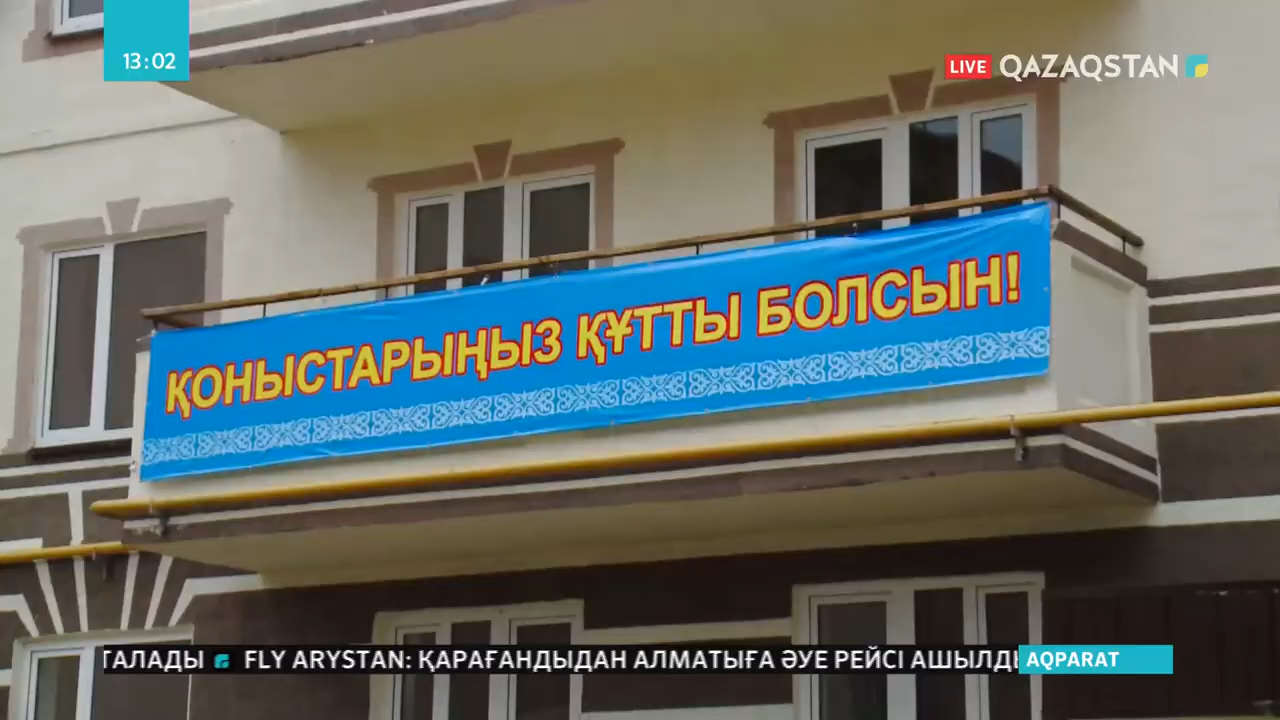 13:02
LIVE QAZAQSTAN
ҚОНЫСТАРЫҢЫЗ ҚҰТТЫ БОЛСЫН!
ТАЛАДЫ FLY ARYSTAN: ҚАРАҒАНДЫДАН АЛМАТЫҒА ӘУЕ РЕЙСІ АШЫЛДЫ
AQPARAT